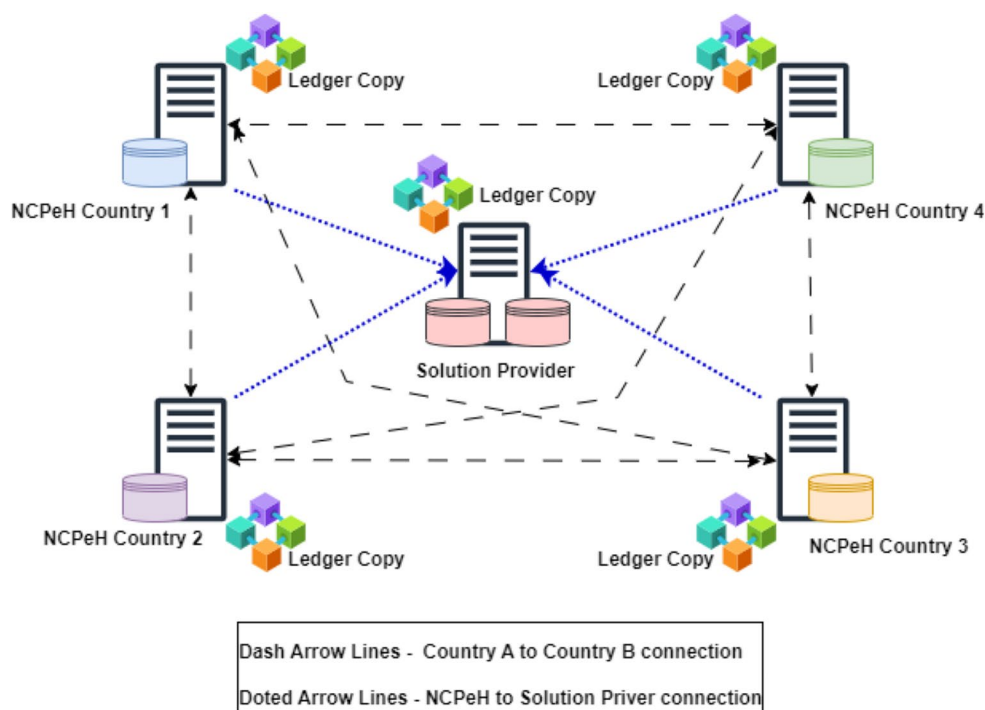 Ledger Copy
Ledger Copy
NCPeH Country 1
Ledger Copy
NCPeH Country 4
Solution Provider
NCPeH Country 2
Ledger Copy
Ledger Copy
NCPeH Country 3
Dash Arrow Lines - Country A to Country B connection
Doted Arrow Lines - NCPeH to Solution Priver connection